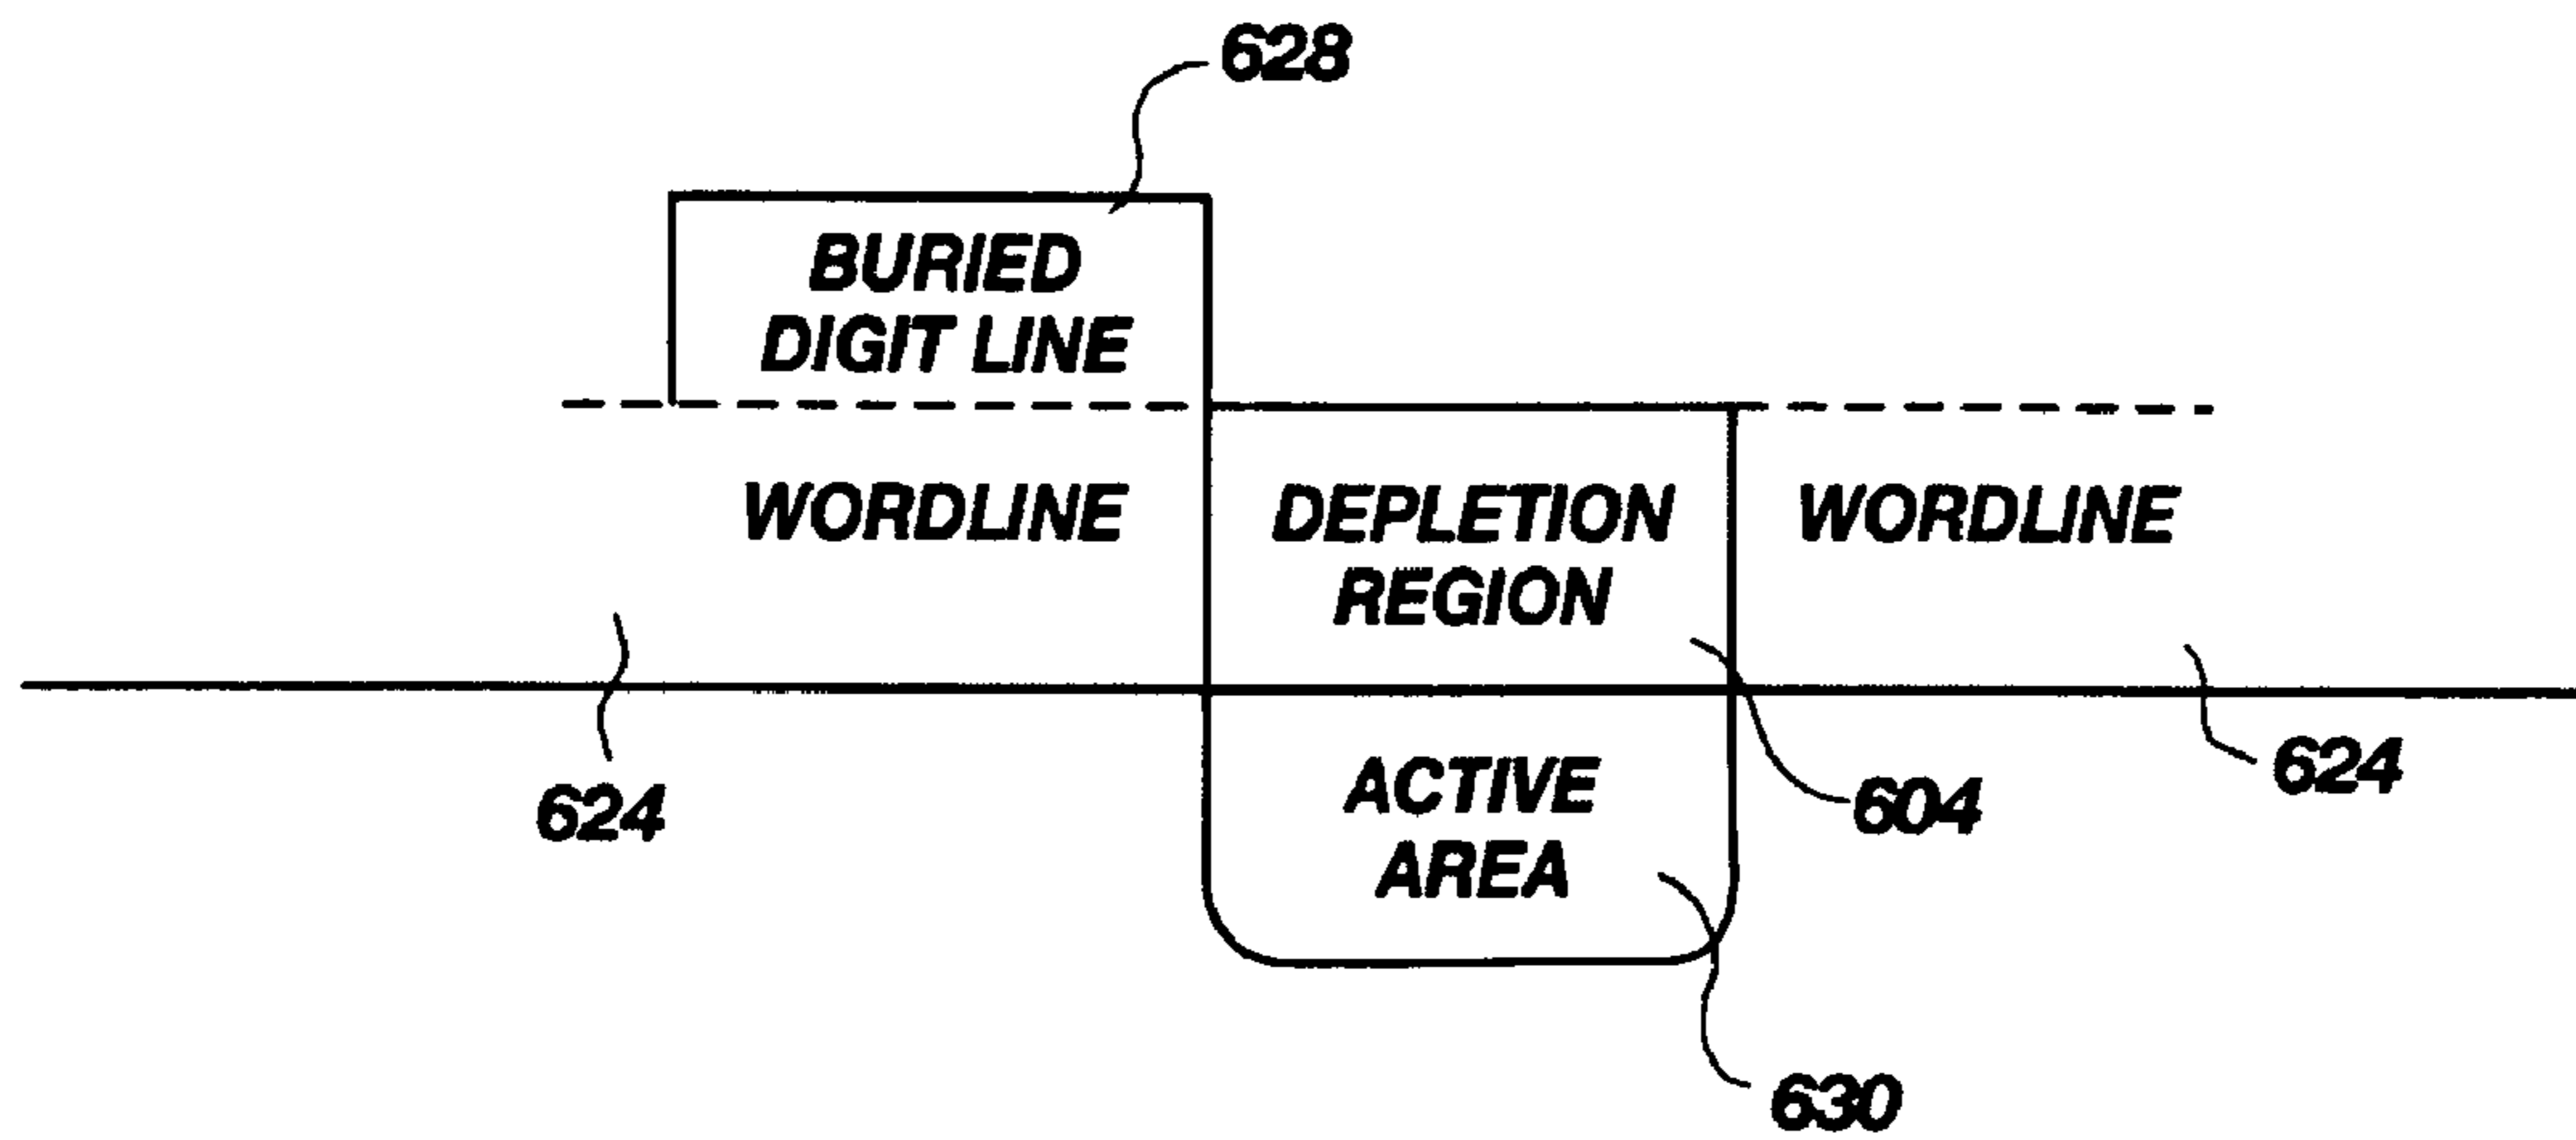 628
BURIED
DIGIT LINE
WORDLINE
DEPLETION
REGION
WORDLINE
624
ACTIVE
AREA
604
624
630